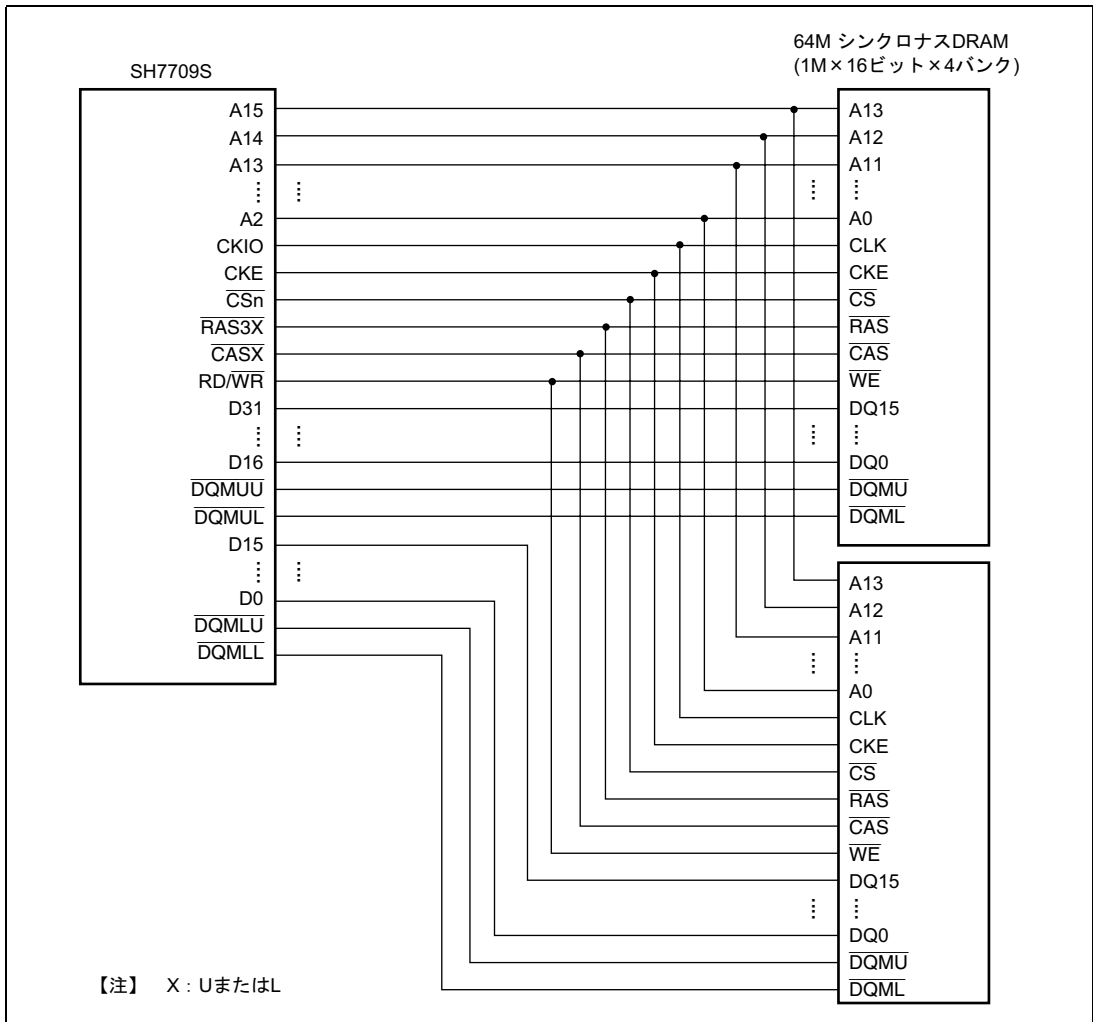 64M シンクロナスDRAM
(1M×16ビット×4バンク)
SH7709S
A15
A14
A13
A2
CKIO
CKE
CSn
RAS3X
CASX
RD/WR
D31
D16
DQMUU
DQMUL
D15
D0
DQMLU
DQMLL
A13
A12
A11
A0
CLK
CKE
CS
RAS
CAS
WE
DQ15
DQ0
DQMU
DQML
A13
A12
A11
A0
CLK
CKE
CS
RAS
CAS
WE
DQ15
DQ0
DQMU
DQML
【注】 X:UまたはL